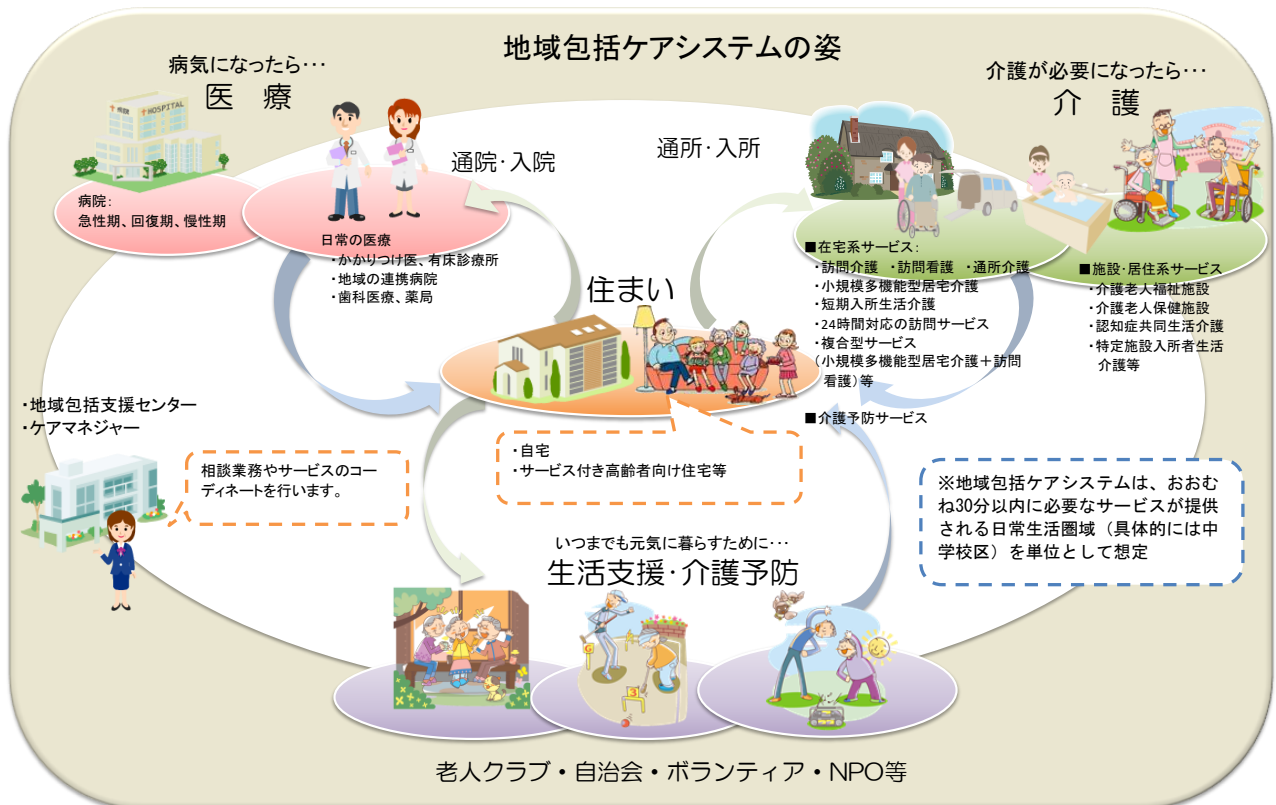 地域包括ケアシステムの姿
病気になったら･･･
医 療
病院
HOSPITAL
通院･入院
病院:
急性期、回復期、慢性期
日常の医療
・かかりつけ医、有床診療所
・地域の連携病院
・歯科医療、薬局
通所･入所
介護が必要になったら･･･
介 護
■在宅系サービス:
・訪問介護 ・訪問看護 ・通所介護
・小規模多機能型居宅介護
・短期入所生活介護
・24時間対応の訪問サービス
・複合型サービス
(小規模多機能型居宅介護+訪問
看護)等
■介護予防サービス
■施設･居住系サービス
・介護老人福祉施設
・介護老人保健施設
・認知症共同生活介護
・特定施設入所者生活
介護等
住まい
・自宅
・サービス付き高齢者向け住宅等
・地域包括支援センター
・ケアマネジャー
相談業務やサービスのコー
ディネートを行います。
※地域包括ケアシステムは、おおむ
ね30分以内に必要なサービスが提供
される日常生活圏域（具体的には中
学校区）を単位として想定
いつまでも元気に暮らすために･･･
生活支援･介護予防
3
老人クラブ・自治会・ボランティア・NPO等